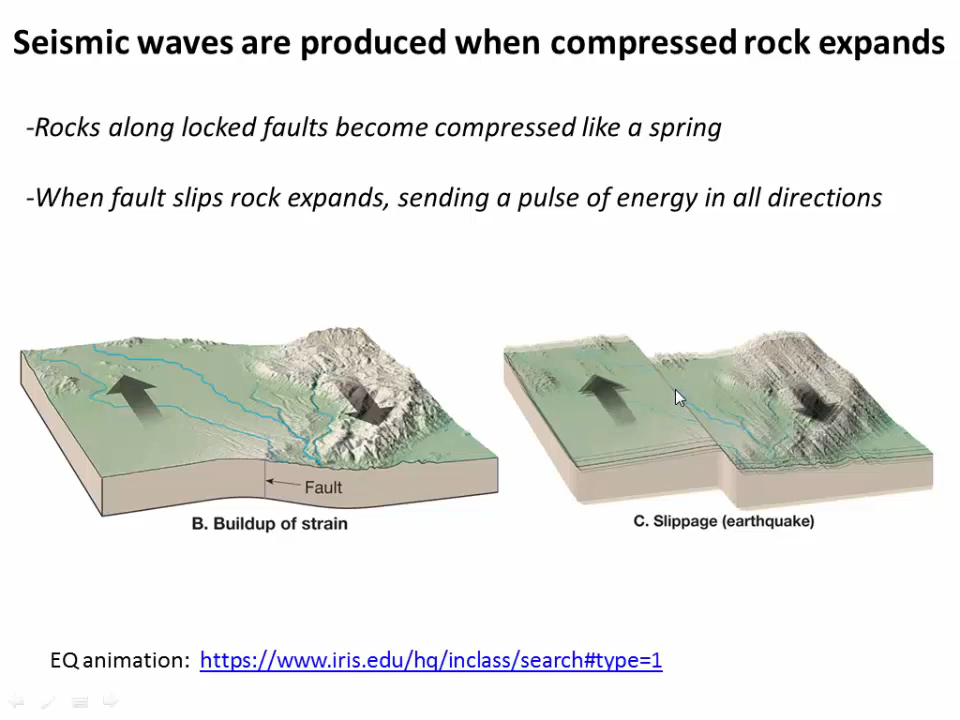 Seismic waves are produced when compressed rock expands
-Rocks along locked faults become compressed like a spring
-When fault slips rock expands, sending a pulse of energy in all directions
Fault
B. Buildup of strain
C. Slippage (earthquake)
EQ animation: https://www.iris.edu/hq/inclass/search#type=1